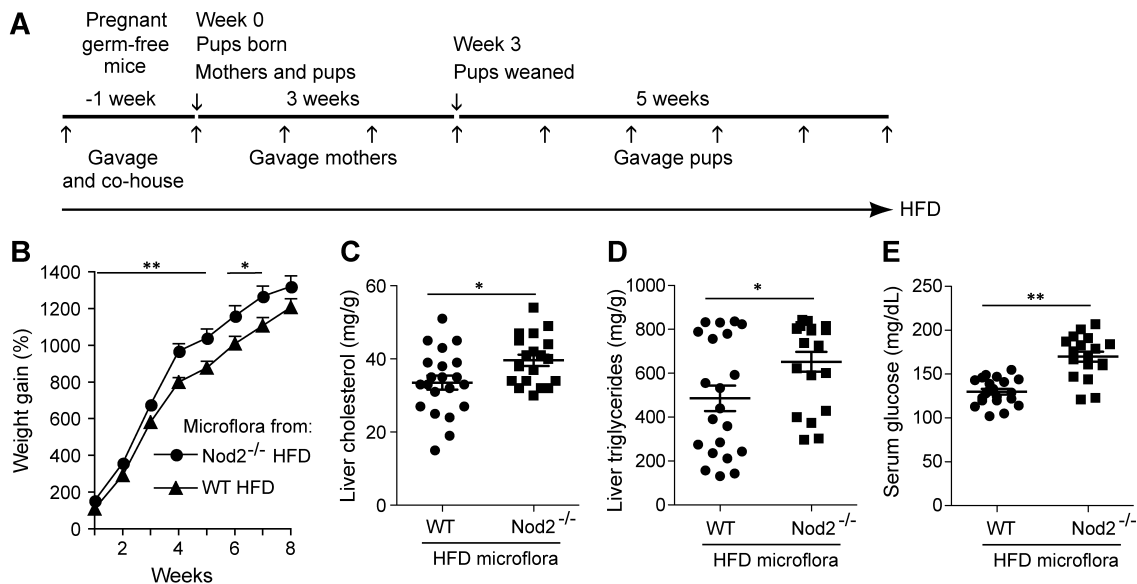 A
Pregnant
germ-free
mice
-1 week
Week 0
Pups born
Mothers and pups
3 weeks
Week 3
Pups weaned
5 weeks
Gavage
and co-house
Gavage mothers
Gavage pups
HFD
B
** *
1400
1200
1000
800
600
400
200
0
Weight gain (%)
Microflora from:
Nod2-/- HFD
WT HFD
2 4 6 8
Weeks
C
*
60
40
20
0
Liver cholesterol (mg/g)
WT Nod2-/-
HFD microflora
D
*
1000
800
600
400
200
0
Liver triglycerides (mg/g)
WT Nod2-/-
HFD microflora
E
**
250
200
150
100
50
0
Serum glucose (mg/dL)
WT Nod2-/-
HFD microflora